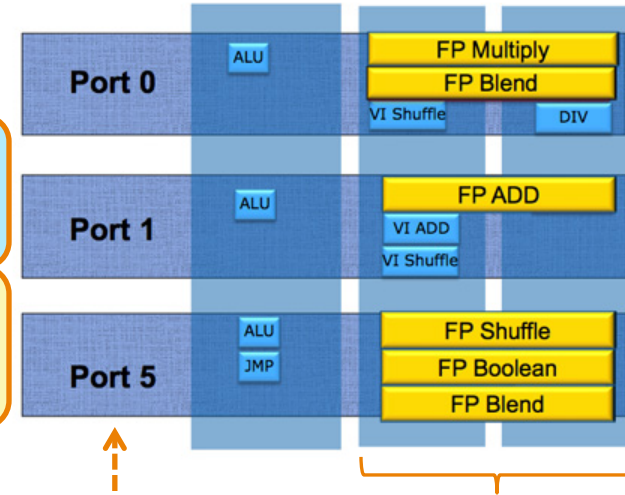 Port 0
ALU
FP Multiply
FP Blend
VI Shuffle
DIV
Port 1
ALU
FP ADD
VI ADD
VI Shuffle
Port 5
ALU
JMP
FP Shuffle
FP Boolean
FP Blend